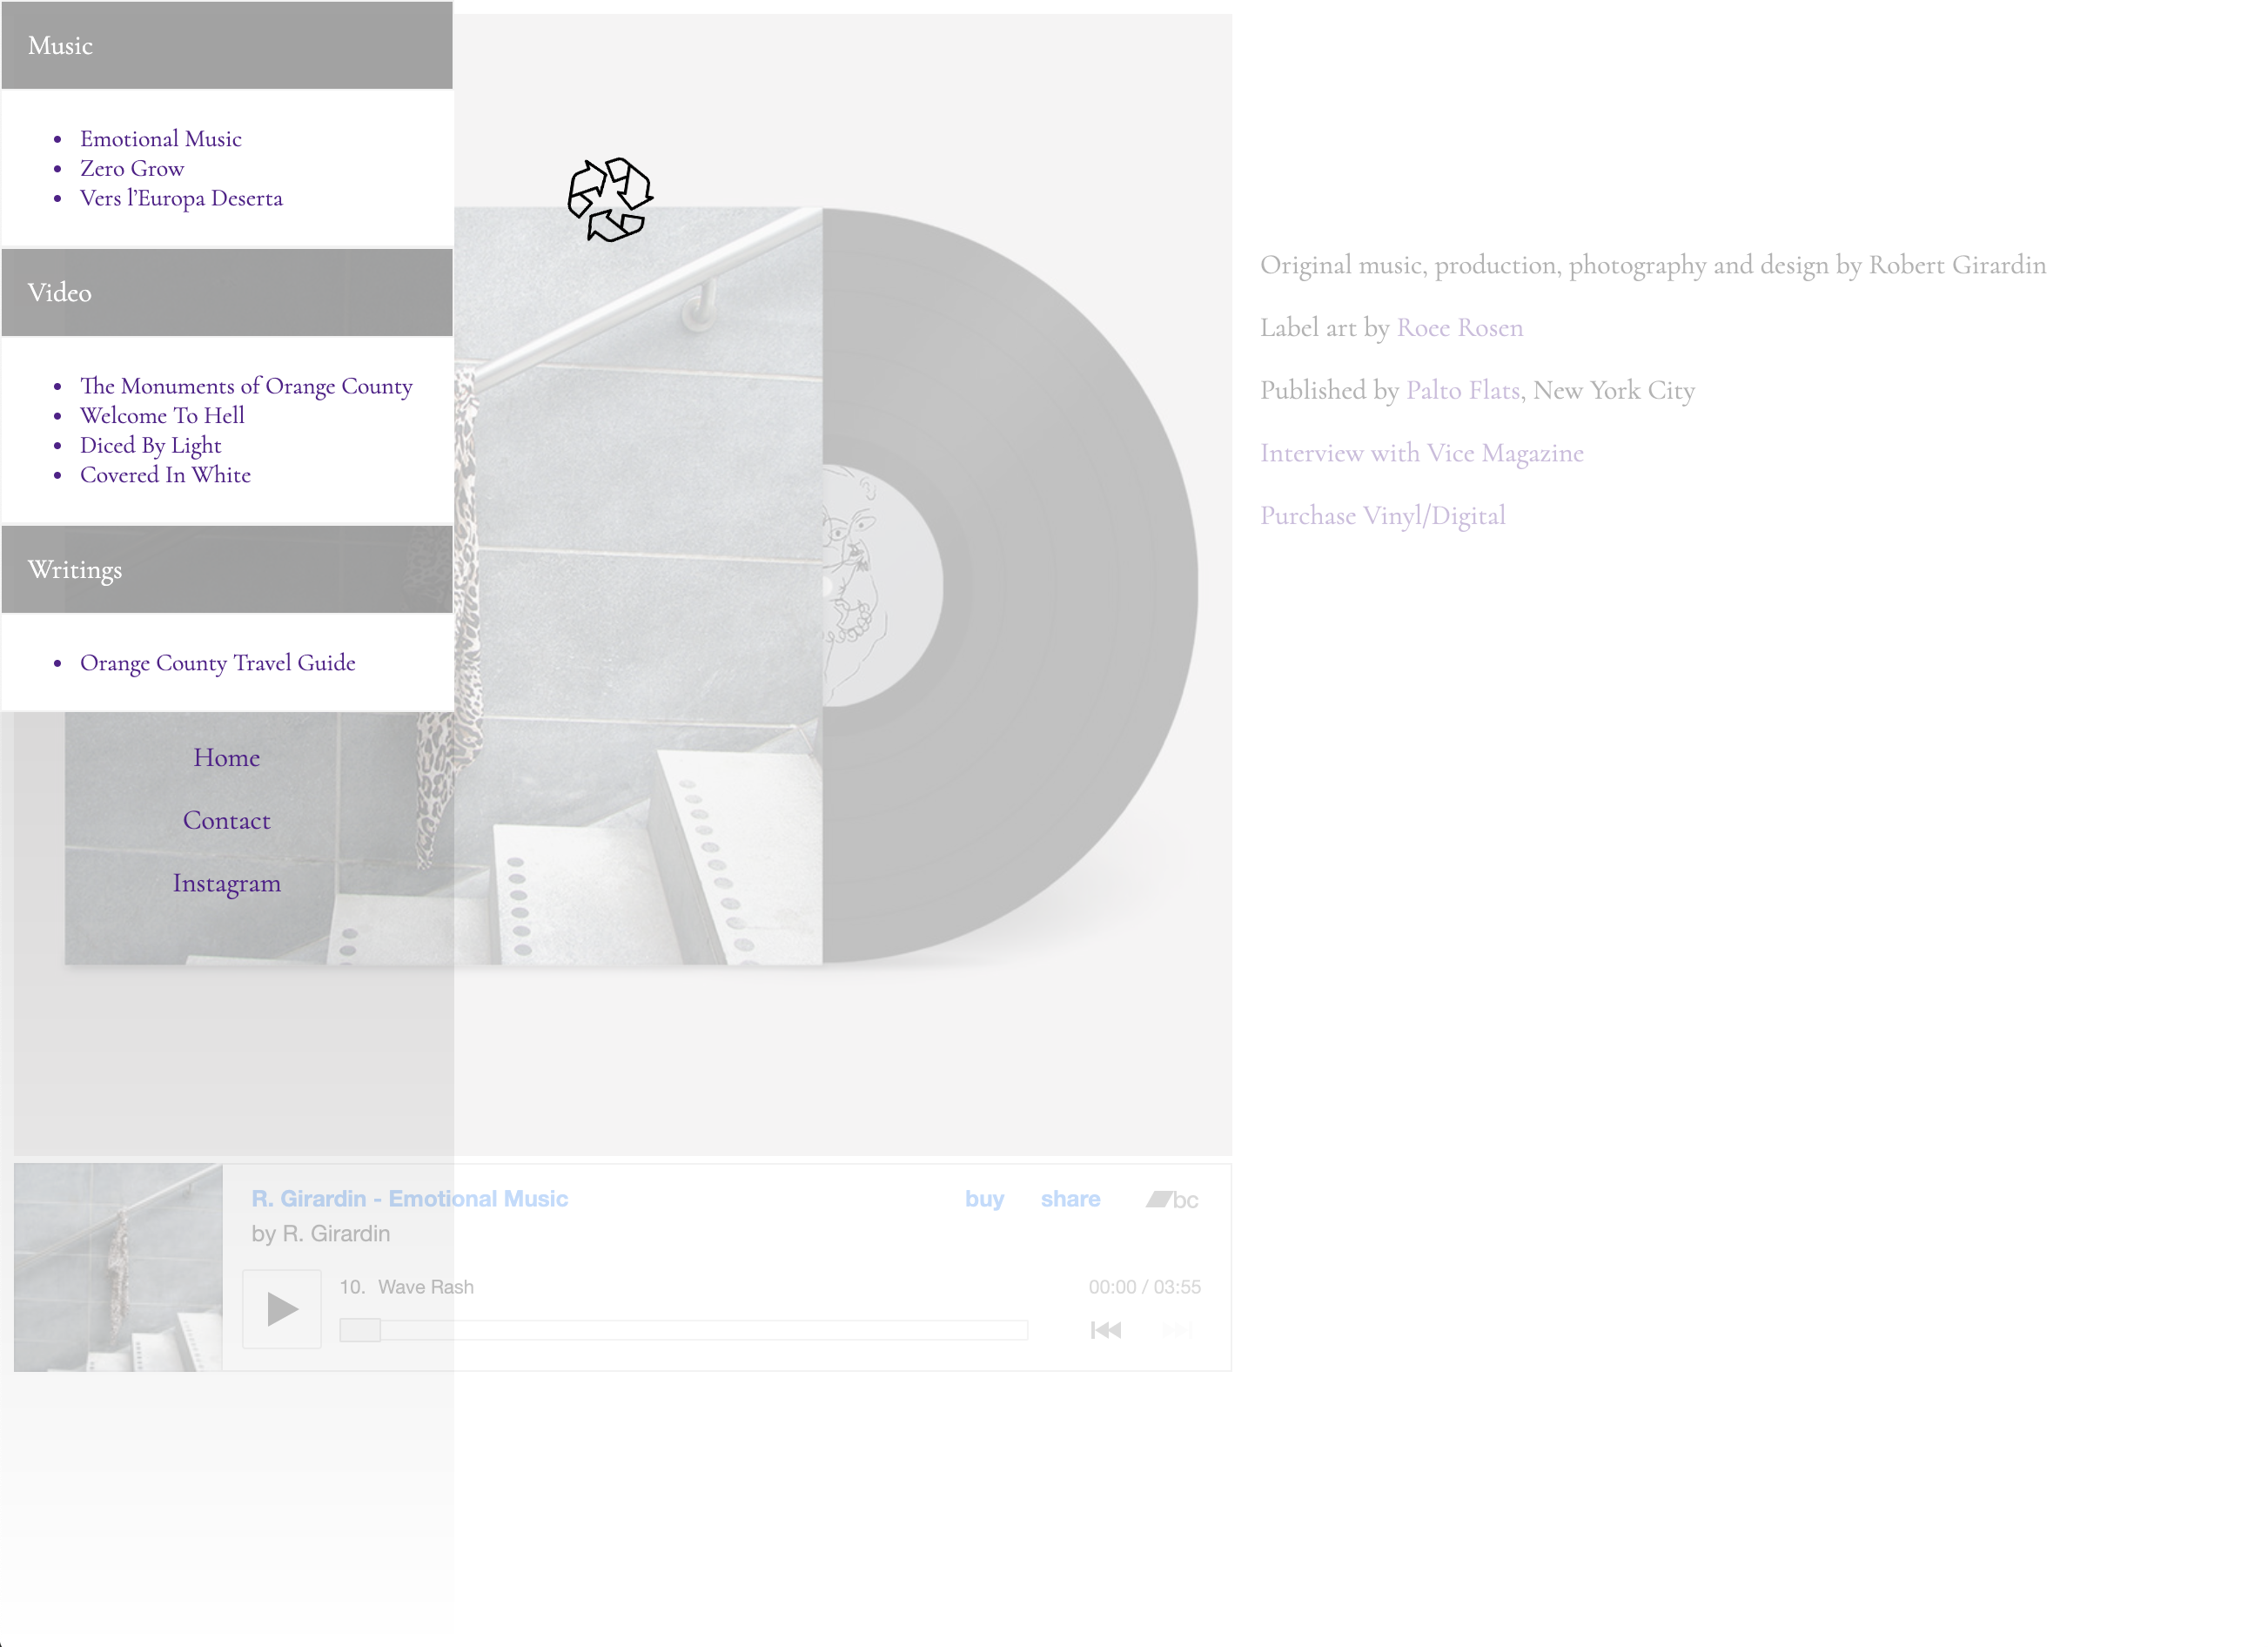 Music
Emotional Music
Zero Grow
Vers l'Europa Deserta
Video
The Monuments of Orange County
Welcome To Hell
Diced By Light
Covered In White
Writings
Orange County Travel Guide
Home
Contact
Instagram
Original music, production, photography and design by Robert Girardin
Label art by Roee Rosen
Published by Palto Flats, New York City
Interview with Vice Magazine
Purchase Vinyl/Digital
R. Girardin - Emotional Music buy share bc
by R. Girardin
10. Wave Rash 00:00 / 03:55